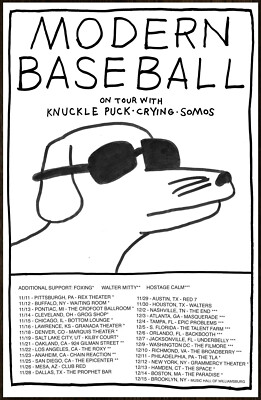 MODERN
BASEBALL
ON TOUR WITH
KNUCKLE PUCK · CRYING · SOMOS
ADDITIONAL SUPPORT: FOXING* WALTER MITTY** HOSTAGE CALM***
11/11 - PITTSBURGH, PA - REX THEATER *
11/12 - BUFFALO, NY - WAITING ROOM *
11/13 - PONTIAC, MI - THE CROFOOT BALLROOM *
11/14 - CLEVELAND, OH - GROG SHOP*
11/15 - CHICAGO, IL - BOTTOM LOUNGE *
11/16 - LAWRENCE, KS - GRANADA THEATER *
11/18 - DENVER, CO - MARQUIS THEATER *
11/19 - SALT LAKE CITY, UT - KILBY COURT*
11/21 - OAKLAND, CA - 924 GILMAN STREET **
11/22 - LOS ANGELES, CA - THE ROXY **
11/23 - ANAHEIM, CA - CHAIN REACTION **
11/25 - SAN DIEGO, CA - THE EPICENTER **
11/26 - MESA, AZ - CLUB RED
11/28 - DALLAS, TX - THE PROPHET BAR
11/29 - AUSTIN, TX - RED 7
11/30 - HOUSTON, TX - WALTERS
12/2 - NASHVILLE, TN - THE END ***
12/3 - ATLANTA, GA - MASQUERADE ***
12/4 - TAMPA, FL - EPIC PROBLEMS ***
12/5 - S. FLORIDA - THE TALENT FARM ***
12/6 - ORLANDO, FL - BACKBOOTH ***
12/7 - JACKSONVILLE, FL - UNDERBELLY ***
12/9 - WASHINGTON DC - THE FILMORE ***
12/10 - RICHMOND, VA - THE BROADBERRY ***
12/11 - PHILADELPHIA, PA - THE TLA *
12/12 - NEW YORK, NY - GRAMMERCY THEATER *
12/13 - HAMDEN, CT - THE SPACE *
12/14 - BOSTON, MA - THE PARADISE *
12/15 - BROOKLYN, NY - MUSIC HALL OF WILLIAMSBURG